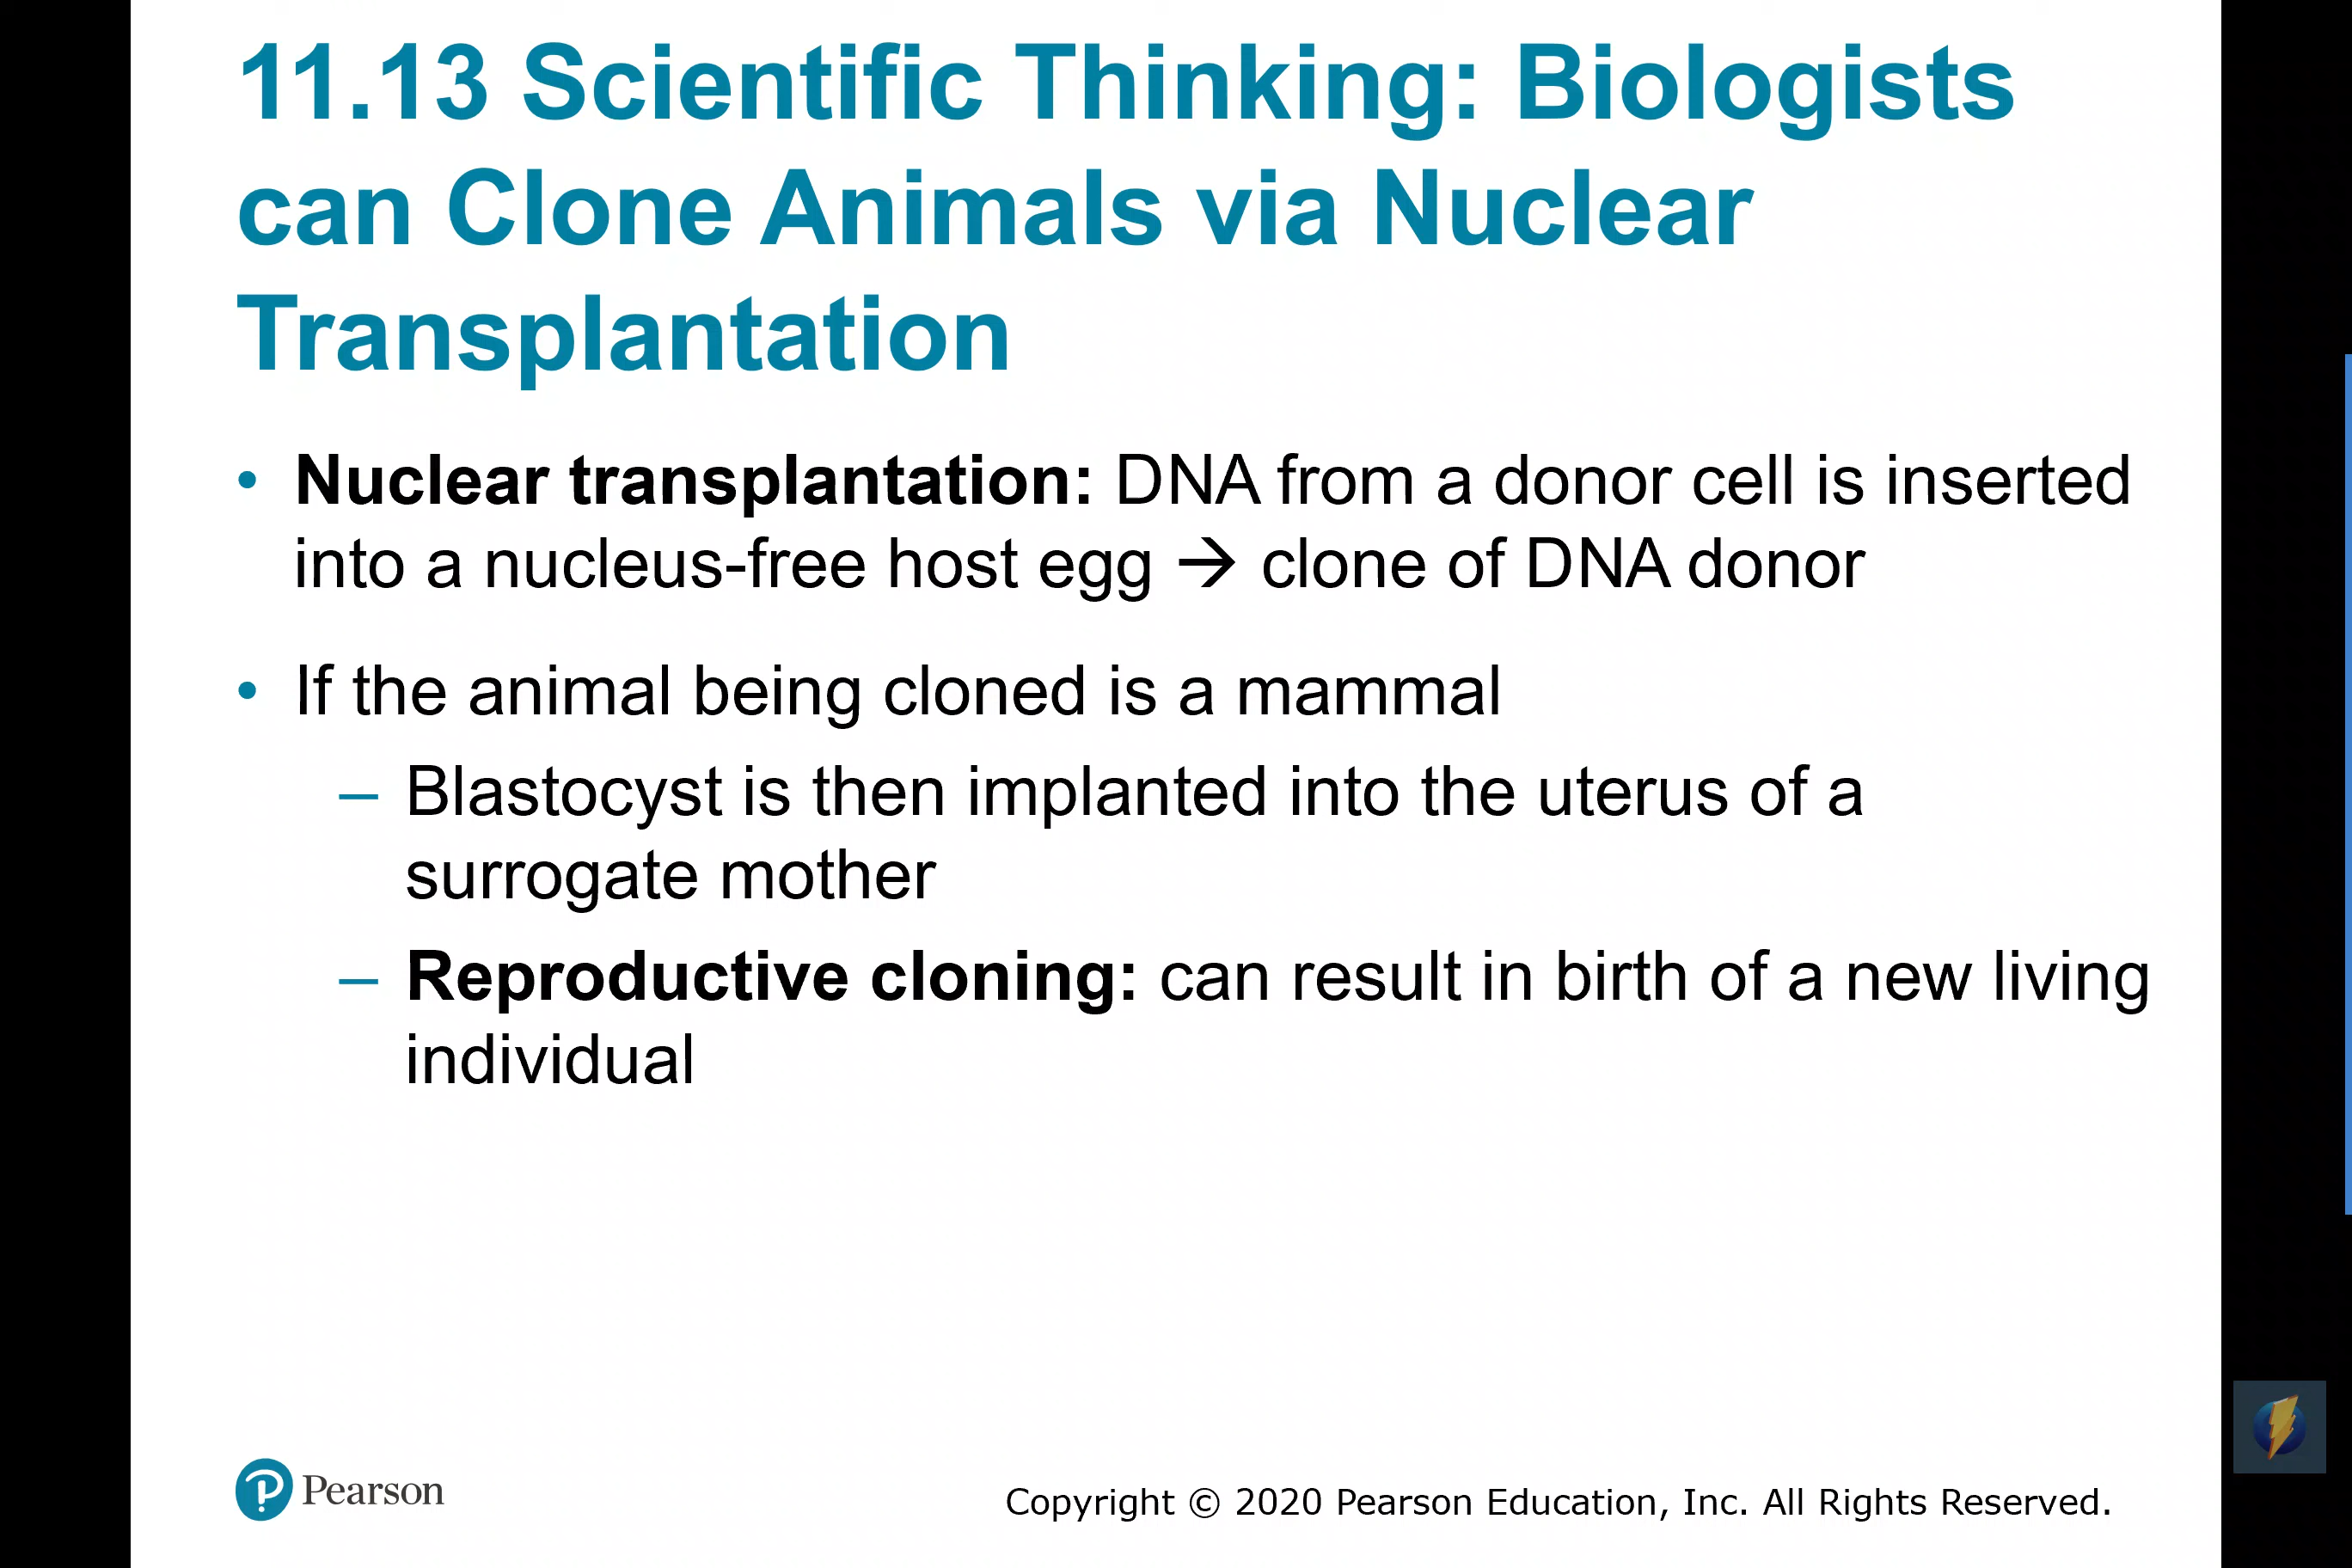 11.13 Scientific Thinking: Biologists
can Clone Animals via Nuclear
Transplantation
• Nuclear transplantation: DNA from a donor cell is inserted
into a nucleus-free host egg → clone of DNA donor
• If the animal being cloned is a mammal
– Blastocyst is then implanted into the uterus of a
surrogate mother
– Reproductive cloning: can result in birth of a new living
individual
Pearson
Copyright © 2020 Pearson Education, Inc. All Rights Reserved.